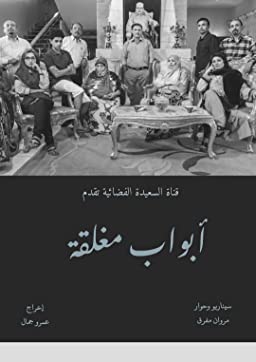 قناة السعيدة الفضائية تقدم
أبواب مغلقة
سيناريو وحوار
مروان مفرق
إخراج
عمرو جمال